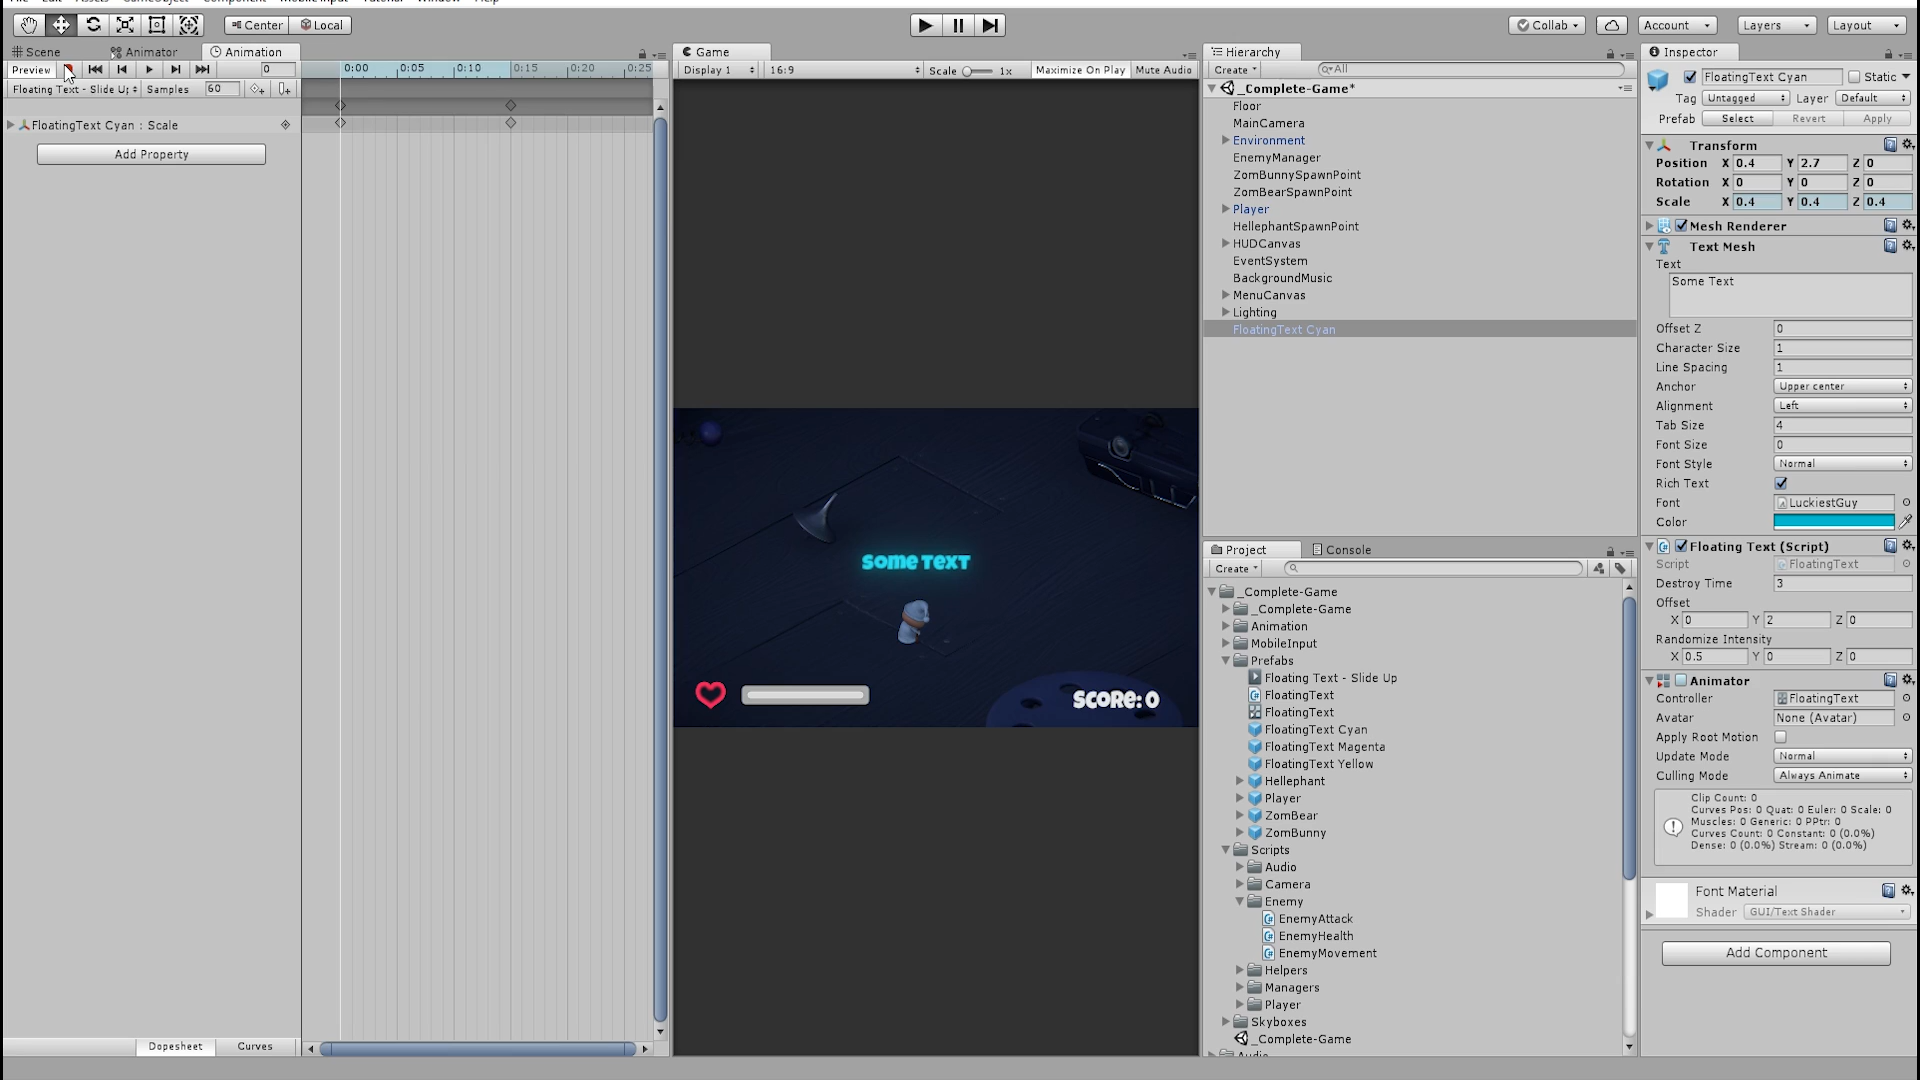 Center
Local
Collab
Account
Layers
Layout
Scene
Animator
Animation
Preview
0
Floating Text - Slide U
Samples
60
FloatingText Cyan : Scale
Add Property
0:00
0:05
0:10
0:15
0:20
0:25
Dopesheet
Curves
Game
Display 1
16:9
Scale
1x
Maximize On Play
Mute Audio
SOME TEXT
SCORE: 0
Hierarchy
Create
All
_Complete-Game*
Floor
MainCamera
Environment
EnemyManager
ZomBunnySpawnPoint
ZomBearSpawnPoint
Player
HellephantSpawnPoint
HUDCanvas
EventSystem
BackgroundMusic
MenuCanvas
Lighting
FloatingText Cyan
Project
Console
Create
_Complete-Game
_Complete-Game
Animation
MobileInput
Prefabs
Floating Text - Slide Up
FloatingText
FloatingText
FloatingText Cyan
FloatingText Magenta
FloatingText Yellow
Hellephant
Player
ZomBear
ZomBunny
Scripts
Audio
Camera
Enemy
EnemyAttack
EnemyHealth
EnemyMovement
Helpers
Managers
Player
Skyboxes
_Complete-Game
Inspector
FloatingText Cyan
Static
Tag Untagged Layer Default
Prefab Select Revert Apply
Transform
Position X 0.4 Y 2.7 Z 0
Rotation X 0 Y 0 Z 0
Scale X 0.4 Y 0.4 Z 0.4
Mesh Renderer
Text Mesh
Text
Some Text
Offset Z 0
Character Size 1
Line Spacing 1
Anchor Upper center
Alignment Left
Tab Size 4
Font Size 0
Font Style Normal
Rich Text
Font LuckiestGuy
Color
Floating Text (Script)
Script FloatingText
Destroy Time 3
Offset
X 0 Y 2 Z 0
Randomize Intensity
X 0.5 Y 0 Z 0
Animator
Controller FloatingText
Avatar None (Avatar)
Apply Root Motion
Update Mode Normal
Culling Mode Always Animate
Clip Count: 0
Curves Pos: 0 Quat: 0 Euler: 0 Scale: 0
Muscles: 0 Generic: 0 PPtr: 0
Curves Count: 0 Constant: 0 (0.0%)
Dense: 0 (0.0%) Stream: 0 (0.0%)
Font Material
Shader GUI/Text Shader
Add Component